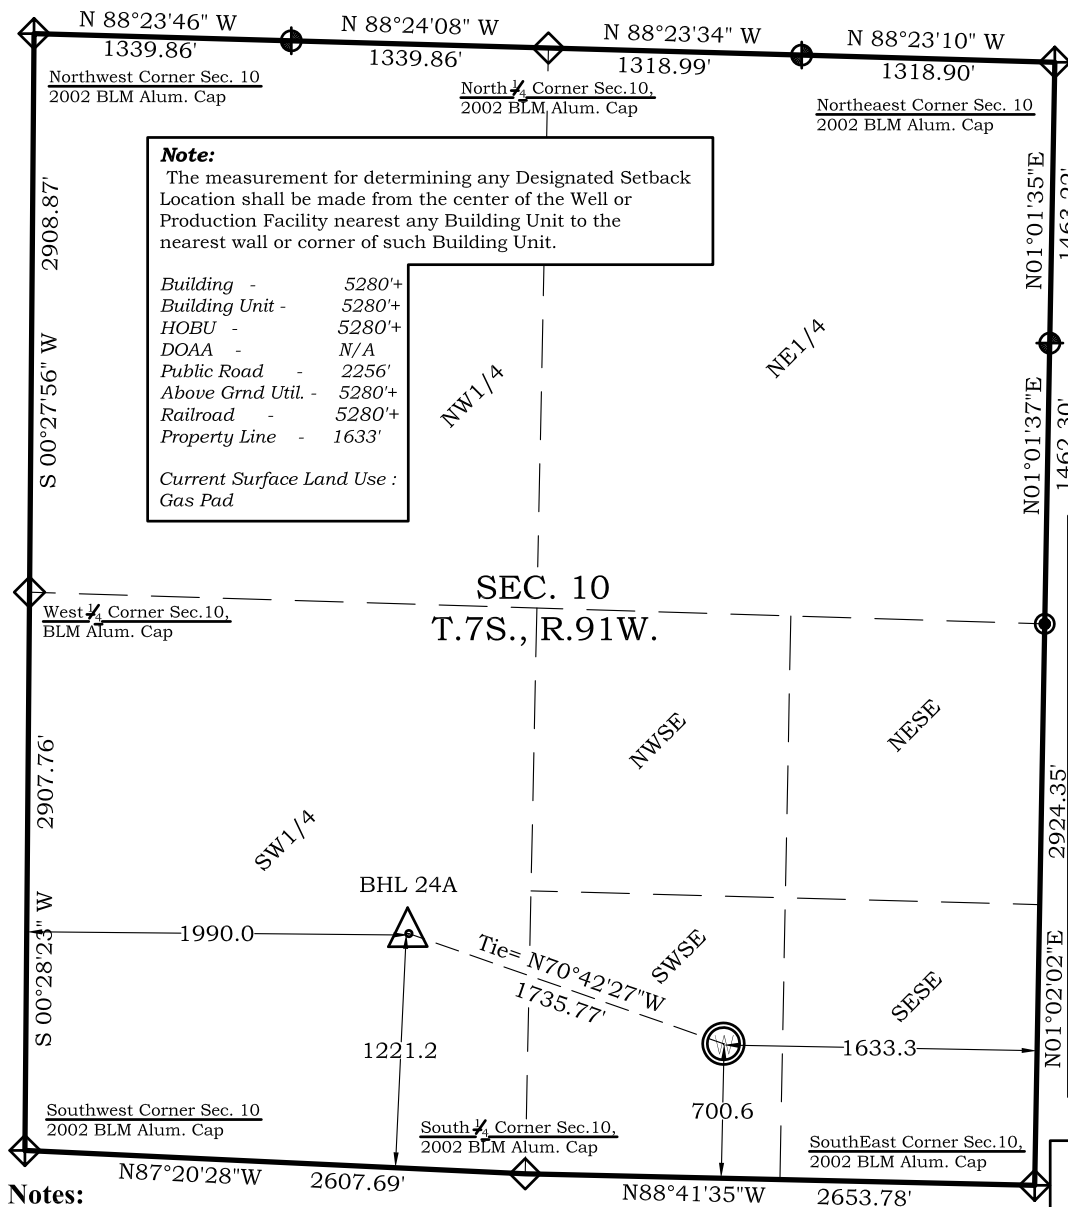 N 88°23'46" W
1339.86'
N 88°24'08" W
1339.86'
N 88°23'34" W
1318.99'
N 88°23'10" W
1318.90'
Northwest Corner Sec. 10
2002 BLM Alum. Cap
North 1/4 Corner Sec.10,
2002 BLM Alum. Cap
Northeaest Corner Sec. 10
2002 BLM Alum. Cap
Note:
The measurement for determining any Designated Setback
Location shall be made from the center of the Well or
Production Facility nearest any Building Unit to the
nearest wall or corner of such Building Unit.
Building - 5280'+
Building Unit - 5280'+
HOBU - 5280'+
DOAA - N/A
Public Road - 2256'
Above Grnd Util. - 5280'+
Railroad - 5280'+
Property Line - 1633'
Current Surface Land Use :
Gas Pad
2908.87'
S 00°27'56" W
N01°01'35"E
1463.22'
N01°01'37"E
1462.30'
NW1/4
NE1/4
SEC. 10
T.7S., R.91W.
West 1/4 Corner Sec.10,
BLM Alum. Cap
NWSE
NESE
2907.76'
S 00°28'23" W
2924.35'
N01°02'02"E
SW1/4
BHL 24A
1990.0
Tie= N70°42'27"W
1735.77'
SWSE
SESE
1221.2
W
1633.3
700.6
Southwest Corner Sec. 10
2002 BLM Alum. Cap
South 1/4 Corner Sec.10,
2002 BLM Alum. Cap
SouthEast Corner Sec.10,
2002 BLM Alum. Cap
N87°20'28"W
2607.69'
N88°41'35"W
2653.78'
Notes: